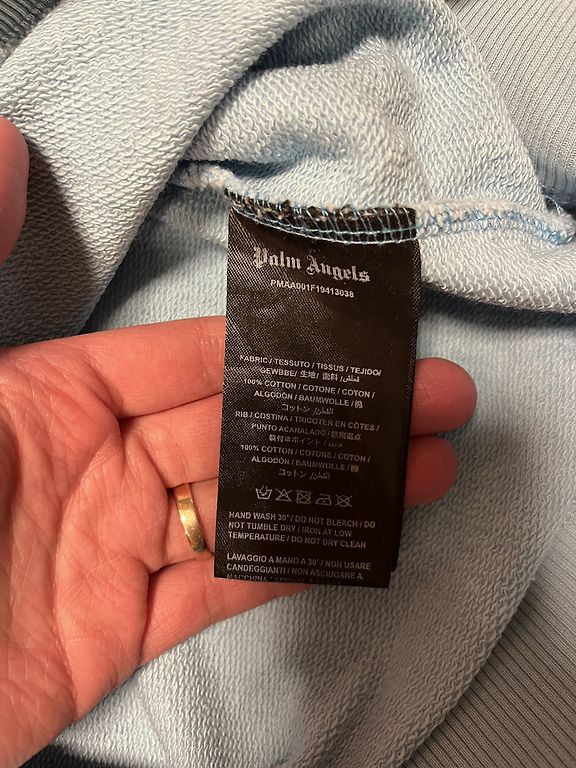 Palm Angels
PMAA001F19413038
FABRIC / TESSUTO / TISSUS / TEJIDO/
GEWBBE/ 生地/ 面料 /قماش
100% COTTON / COTONE / COTON /
ALGODÓN / BAUMWOLLE / 棉
コットン / القطن
RIB / COSTINA / TRICOTER EN CÔTES /
PUNTO ACANALADO /
100% COTTON / COTONE / COTON /
ALGODÓN / BAUMWOLLE / 棉
コットン / القطن
HAND WASH 30° / DO NOT BLEACH / DO
NOT TUMBLE DRY / IRON AT LOW
TEMPERATURE / DO NOT DRY CLEAN
LAVAGGIO A MANO A 30° / NON USARE
CANDEGGIANTI / NON ASCIUGARE A
MACCHINA /